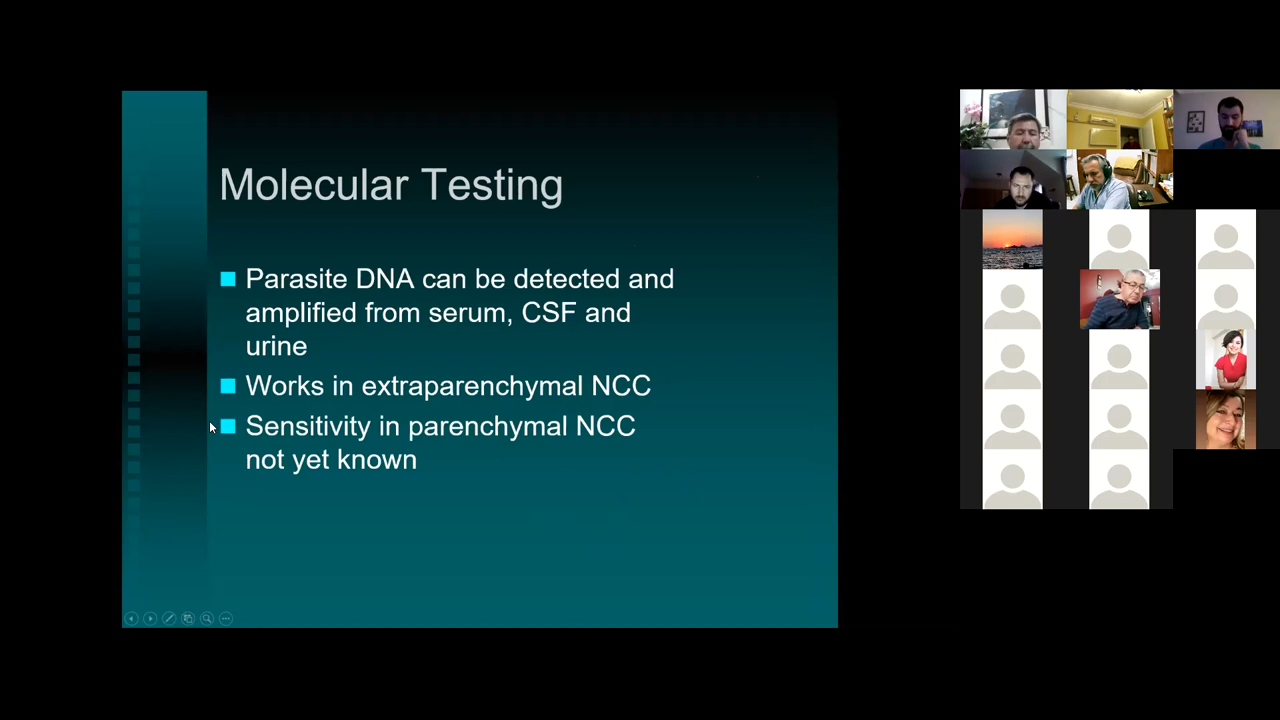 Molecular Testing
Parasite DNA can be detected and
amplified from serum, CSF and
urine
Works in extraparenchymal NCC
Sensitivity in parenchymal NCC
not yet known